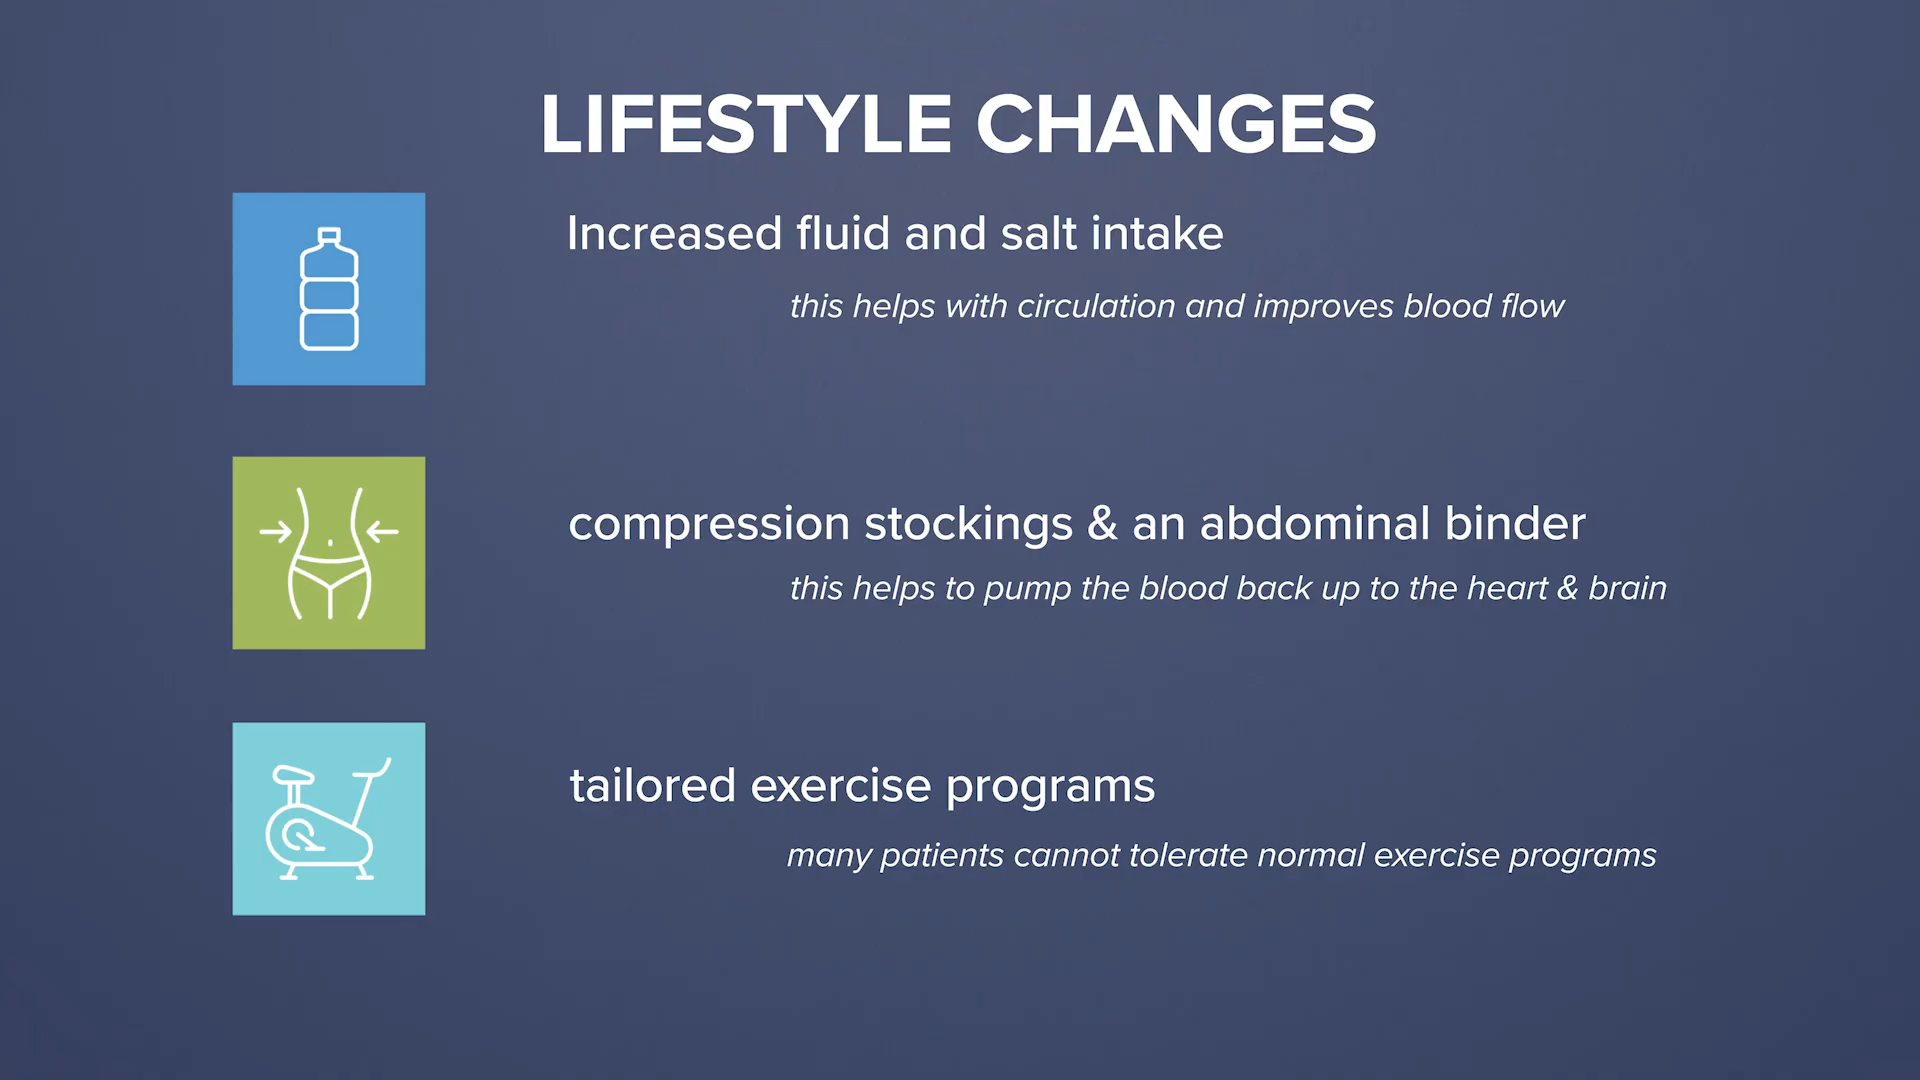 LIFESTYLE CHANGES
Increased fluid and salt intake
this helps with circulation and improves blood flow
compression stockings & an abdominal binder
this helps to pump the blood back up to the heart & brain
tailored exercise programs
many patients cannot tolerate normal exercise programs